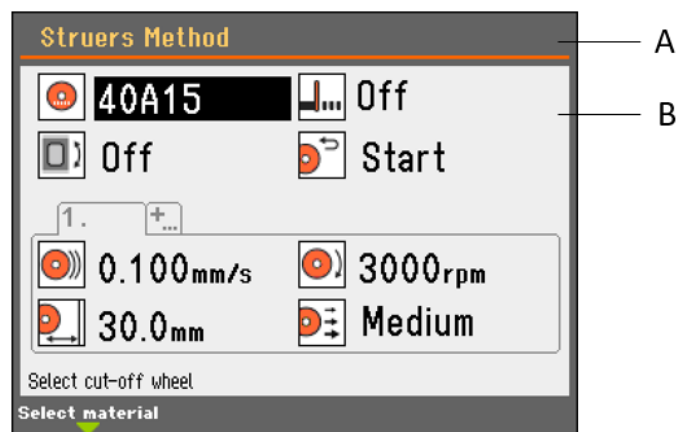 Struers Method
A
40A15 Off
B
Off Start
1. +...
0.100mm/s 3000rpm
30.0mm Medium
Select cut-off wheel
Select material